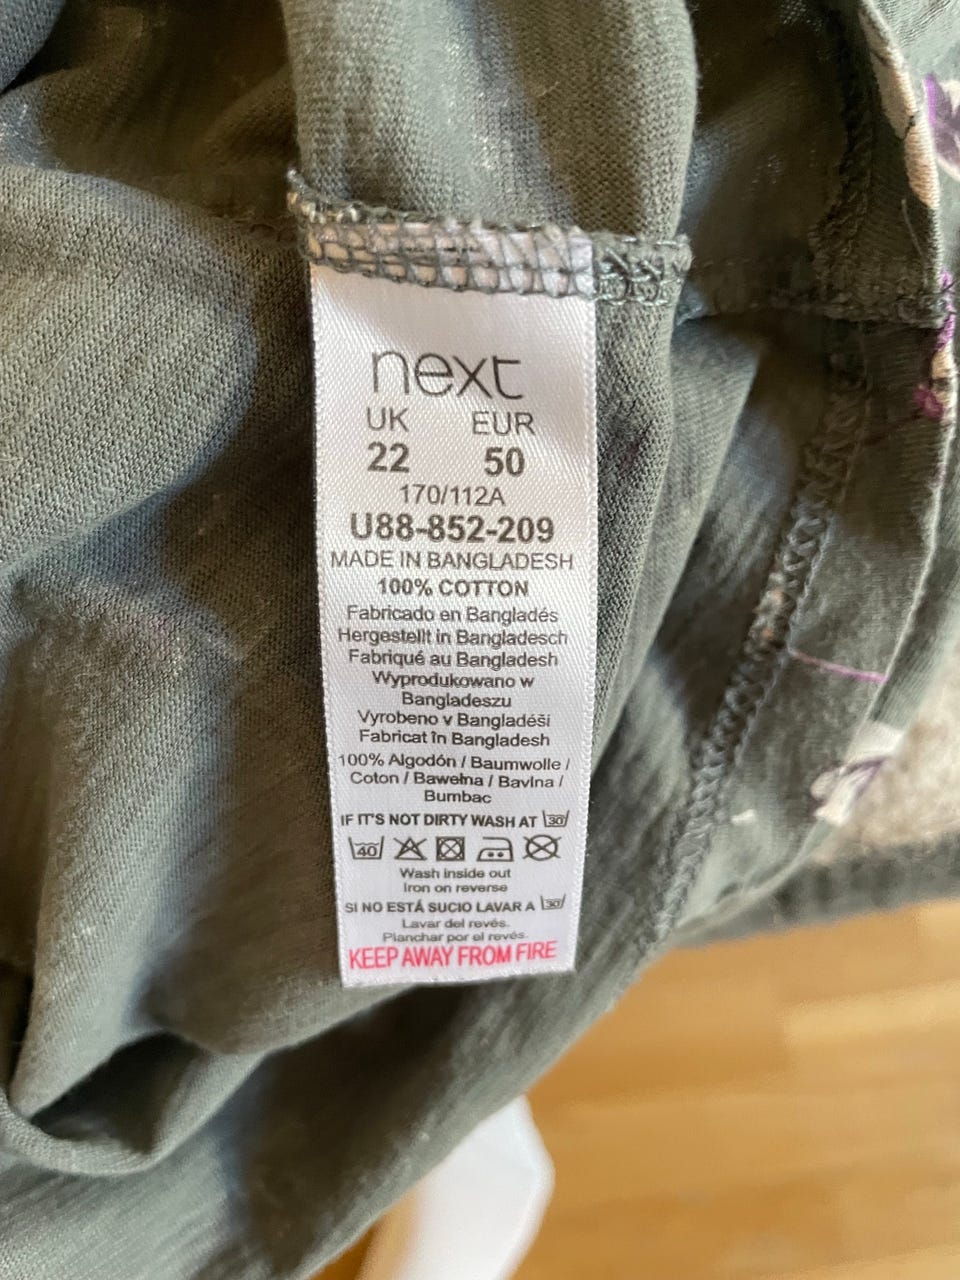 next
UK EUR
22 50
170/112A
U88-852-209
MADE IN BANGLADESH
100% COTTON
Fabricado en Bangladés
Hergestellt in Bangladesch
Fabriqué au Bangladesh
Wyprodukowano w
Bangladeszu
Vyrobeno v Bangladéši
Fabricat în Bangladesh
100% Algodón / Baumwolle /
Coton / Bawełna / Bavlna /
Bumbac
IF IT'S NOT DIRTY WASH AT 30
40
Wash inside out
Iron on reverse
SI NO ESTÁ SUCIO LAVAR A 30
Lavar del revés.
Planchar por el revés.
KEEP AWAY FROM FIRE